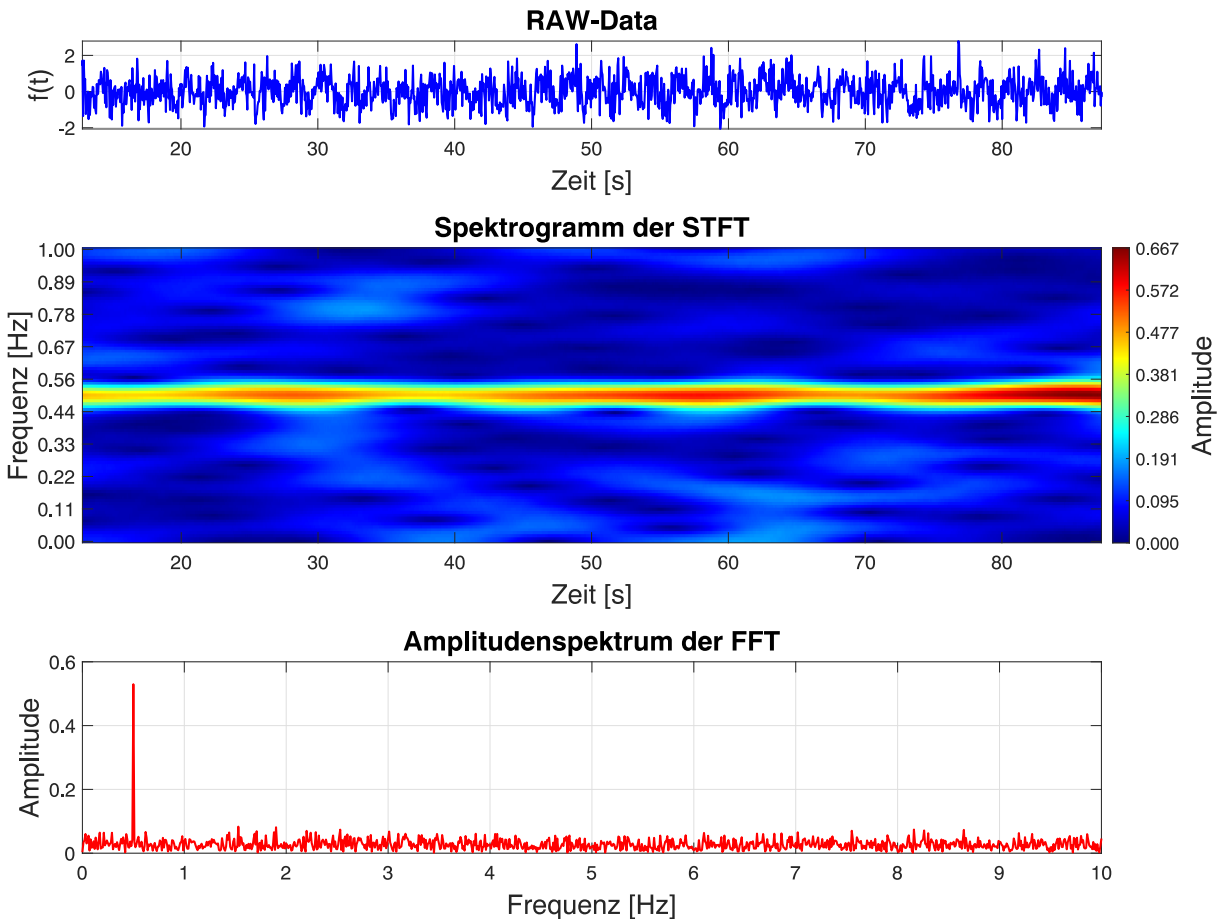 RAW-Data
2
0
-2
f(t)
20 30 40 50 60 70 80
Zeit [s]
Spektrogramm der STFT
1.00
0.89
0.78
0.67
0.56
0.44
0.33
0.22
0.11
0.00
Frequenz [Hz]
20 30 40 50 60 70 80
Zeit [s]
0.667
0.572
0.477
0.381
0.286
0.191
0.095
0.000
Amplitude
Amplitudenspektrum der FFT
0.6
0.4
0.2
0
Amplitude
0 1 2 3 4 5 6 7 8 9 10
Frequenz [Hz]